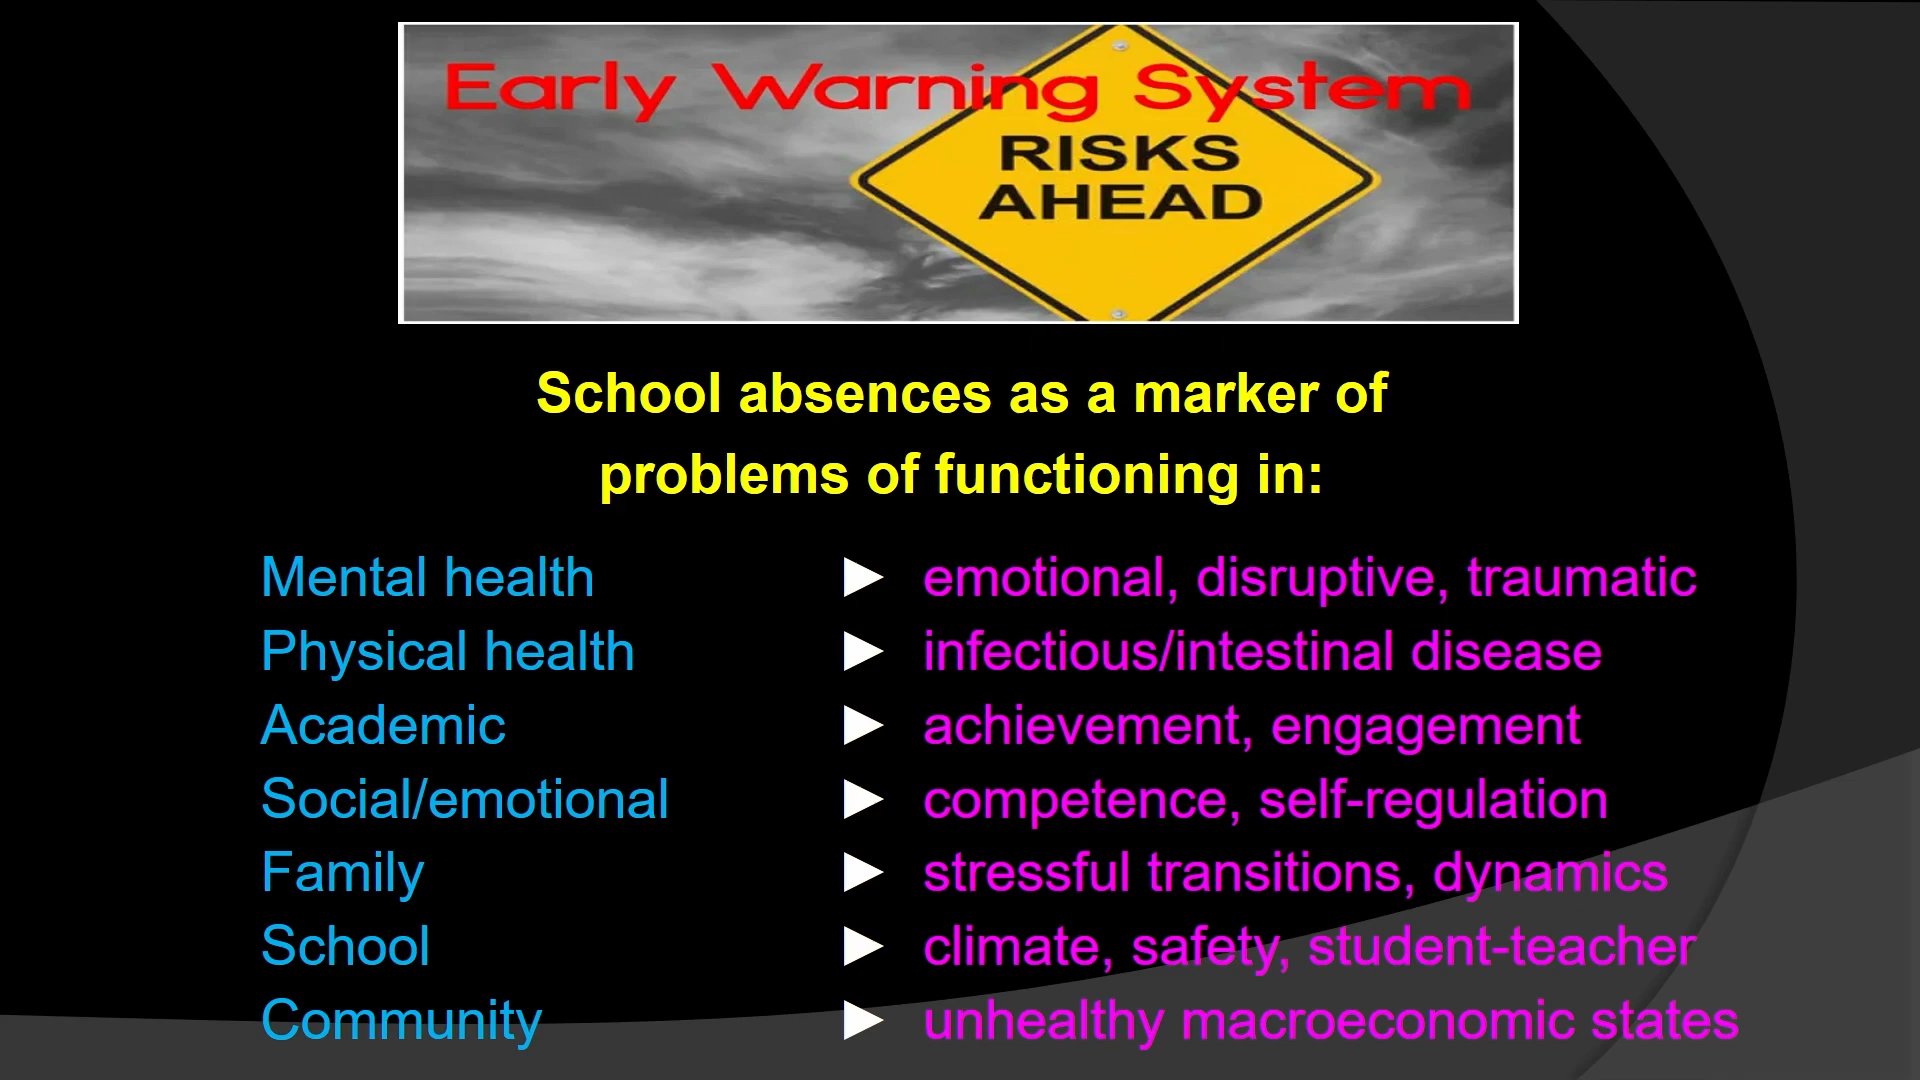 Early Warning System
RISKS
AHEAD
School absences as a marker of
problems of functioning in:
Mental health ► emotional, disruptive, traumatic
Physical health ► infectious/intestinal disease
Academic ► achievement, engagement
Social/emotional ► competence, self-regulation
Family ► stressful transitions, dynamics
School ► climate, safety, student-teacher
Community ► unhealthy macroeconomic states